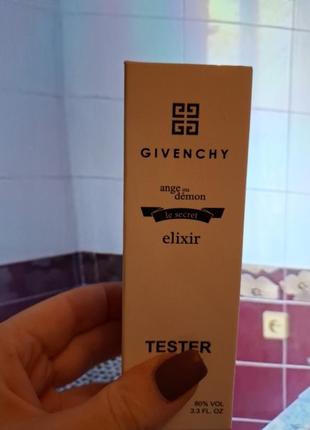 GIVENCHY
ange ou
démon
le secret
elixir
TESTER
80% VOL
3.3 FL. OZ